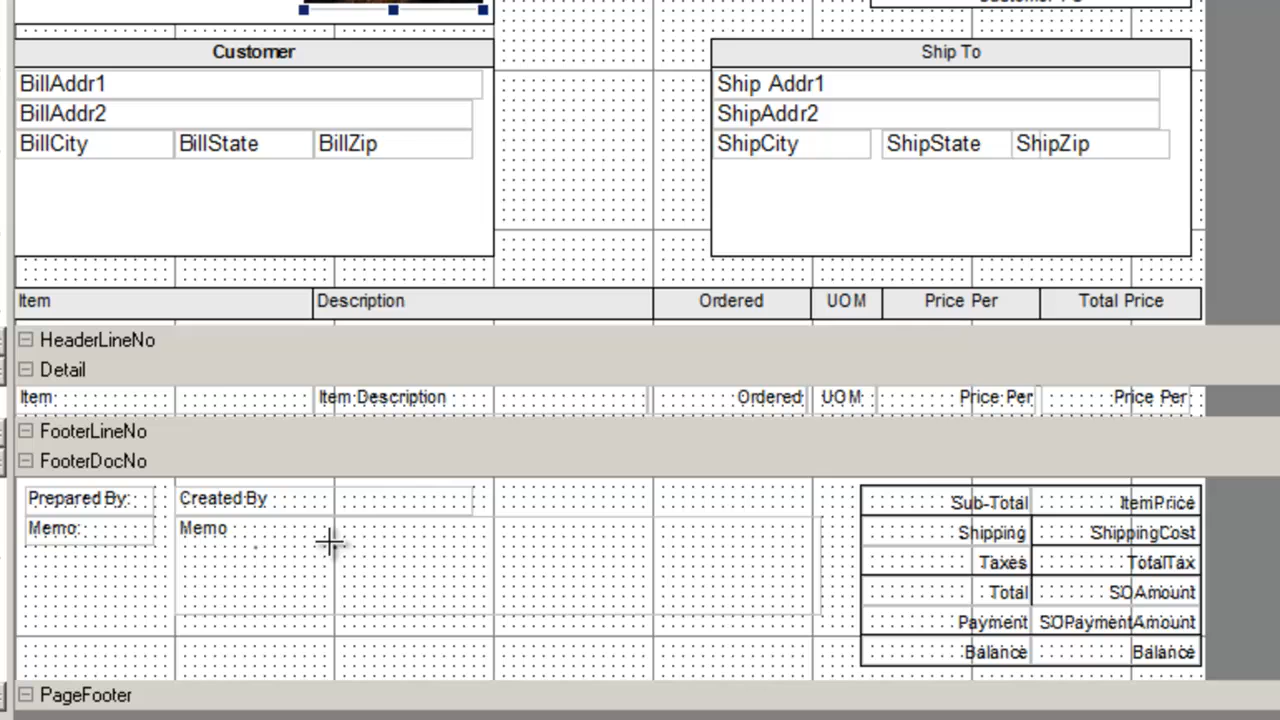 Customer
Ship To
BillAddr1
Ship Addr1
BillAddr2
ShipAddr2
BillCity BillState BillZip
ShipCity ShipState ShipZip
Item Description Ordered UOM Price Per Total Price
HeaderLineNo
Detail
Item Item Description Ordered UOM Price Per Price Per
FooterLineNo
FooterDocNo
Prepared By: Created By
Memo: Memo
Sub-Total ItemPrice
Shipping ShippingCost
Taxes TotalTax
Total SOAmount
Payment SOPaymentAmount
Balance Balance
PageFooter